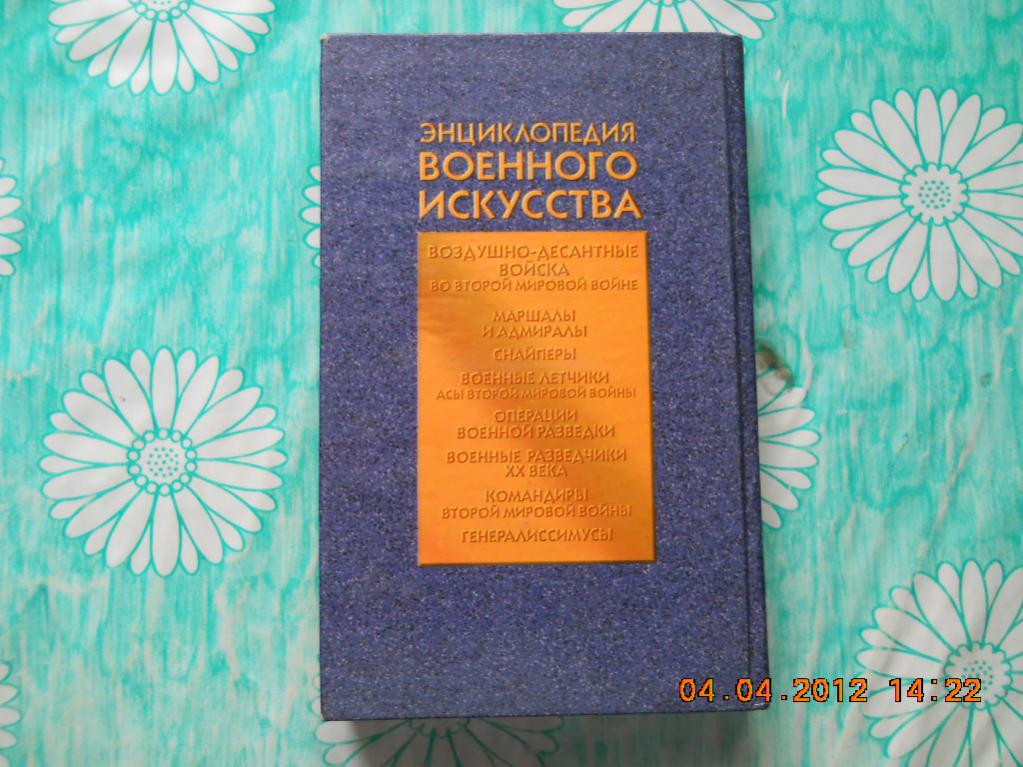 ЭНЦИКЛОПЕДИЯ
ВОЕННОГО
ИСКУССТВА
ВОЗДУШНО-ДЕСАНТНЫЕ
ВОЙСКА
ВО ВТОРОЙ МИРОВОЙ ВОЙНЕ
МАРШАЛЫ
И АДМИРАЛЫ
СНАЙПЕРЫ
ВОЕННЫЕ ЛЕТЧИКИ
АСЫ ВТОРОЙ МИРОВОЙ ВОЙНЫ
ОПЕРАЦИИ
ВОЕННОЙ РАЗВЕДКИ
ВОЕННЫЕ РАЗВЕДЧИКИ
XX ВЕКА
КОМАНДИРЫ
ВТОРОЙ МИРОВОЙ ВОЙНЫ
ГЕНЕРАЛИССИМУСЫ
04.04.2012 14:22